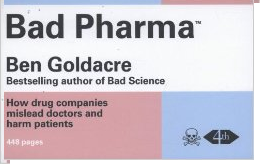 Bad Pharma™
Ben Goldacre
Bestselling author of Bad Science
How drug companies
mislead doctors and
harm patients
448 pages
4th